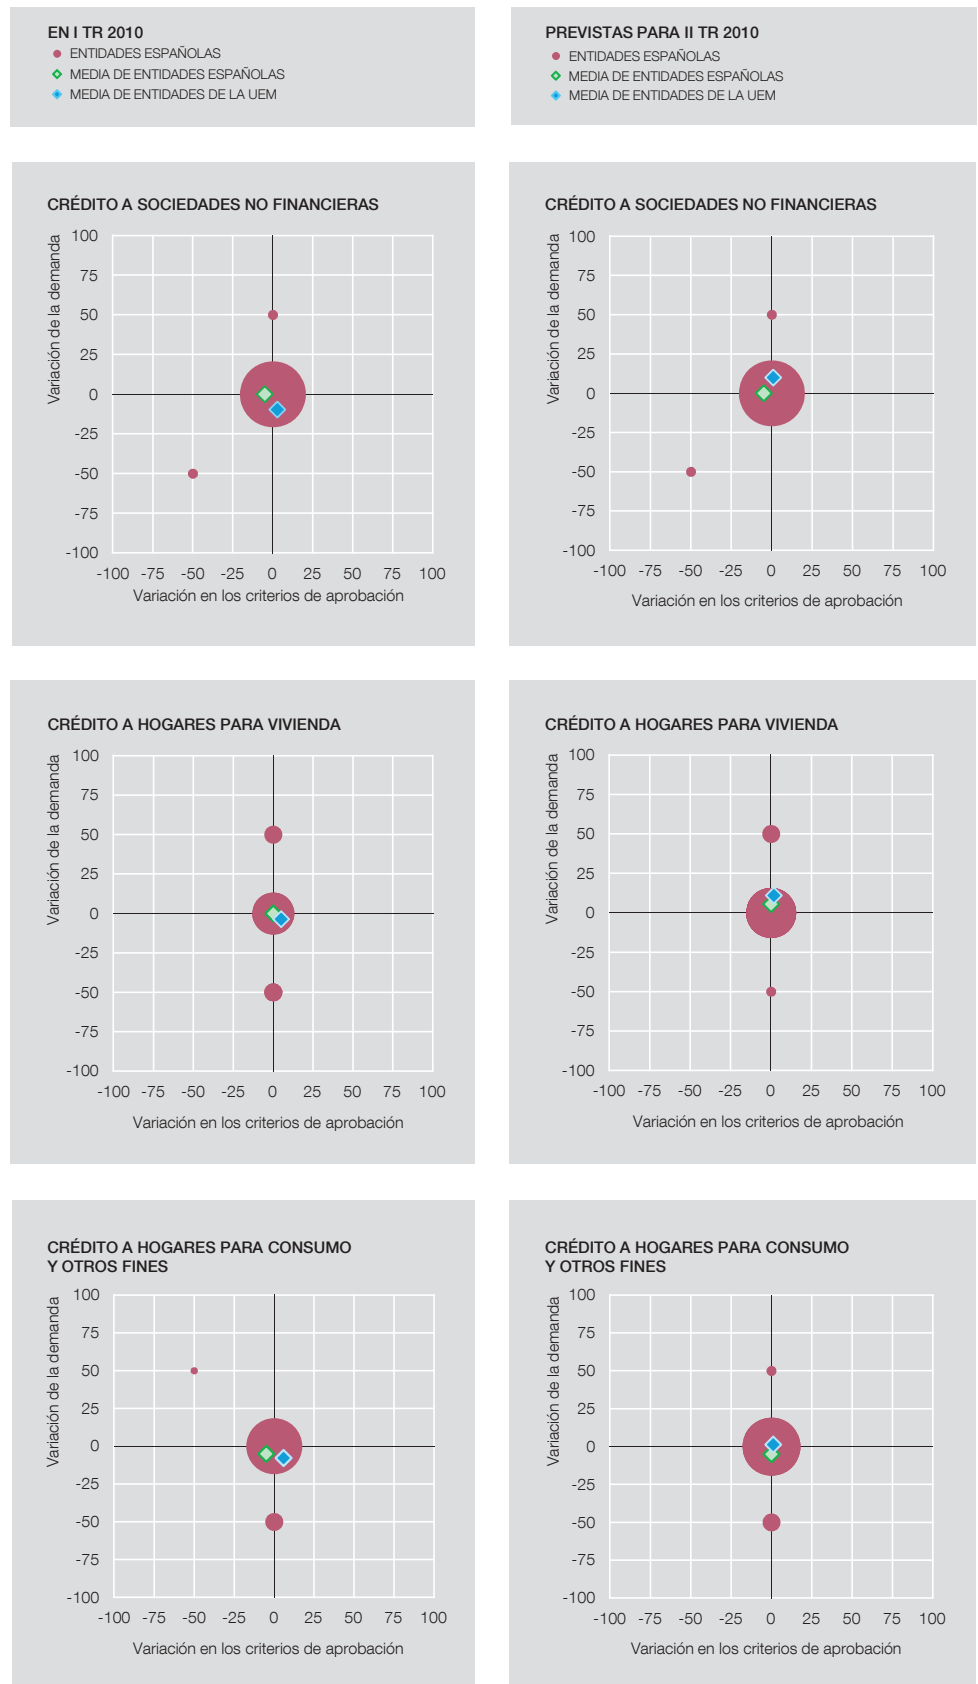 EN I TR 2010
ENTIDADES ESPAÑOLAS
MEDIA DE ENTIDADES ESPAÑOLAS
MEDIA DE ENTIDADES DE LA UEM
PREVISTAS PARA II TR 2010
ENTIDADES ESPAÑOLAS
MEDIA DE ENTIDADES ESPAÑOLAS
MEDIA DE ENTIDADES DE LA UEM
CRÉDITO A SOCIEDADES NO FINANCIERAS
Variación de la demanda
100
75
50
25
0
-25
-50
-75
-100
-100 -75 -50 -25 0 25 50 75 100
Variación en los criterios de aprobación
CRÉDITO A SOCIEDADES NO FINANCIERAS
Variación de la demanda
100
75
50
25
0
-25
-50
-75
-100
-100 -75 -50 -25 0 25 50 75 100
Variación en los criterios de aprobación
CRÉDITO A HOGARES PARA VIVIENDA
Variación de la demanda
100
75
50
25
0
-25
-50
-75
-100
-100 -75 -50 -25 0 25 50 75 100
Variación en los criterios de aprobación
CRÉDITO A HOGARES PARA VIVIENDA
Variación de la demanda
100
75
50
25
0
-25
-50
-75
-100
-100 -75 -50 -25 0 25 50 75 100
Variación en los criterios de aprobación
CRÉDITO A HOGARES PARA CONSUMO
Y OTROS FINES
Variación de la demanda
100
75
50
25
0
-25
-50
-75
-100
-100 -75 -50 -25 0 25 50 75 100
Variación en los criterios de aprobación
CRÉDITO A HOGARES PARA CONSUMO
Y OTROS FINES
Variación de la demanda
100
75
50
25
0
-25
-50
-75
-100
-100 -75 -50 -25 0 25 50 75 100
Variación en los criterios de aprobación